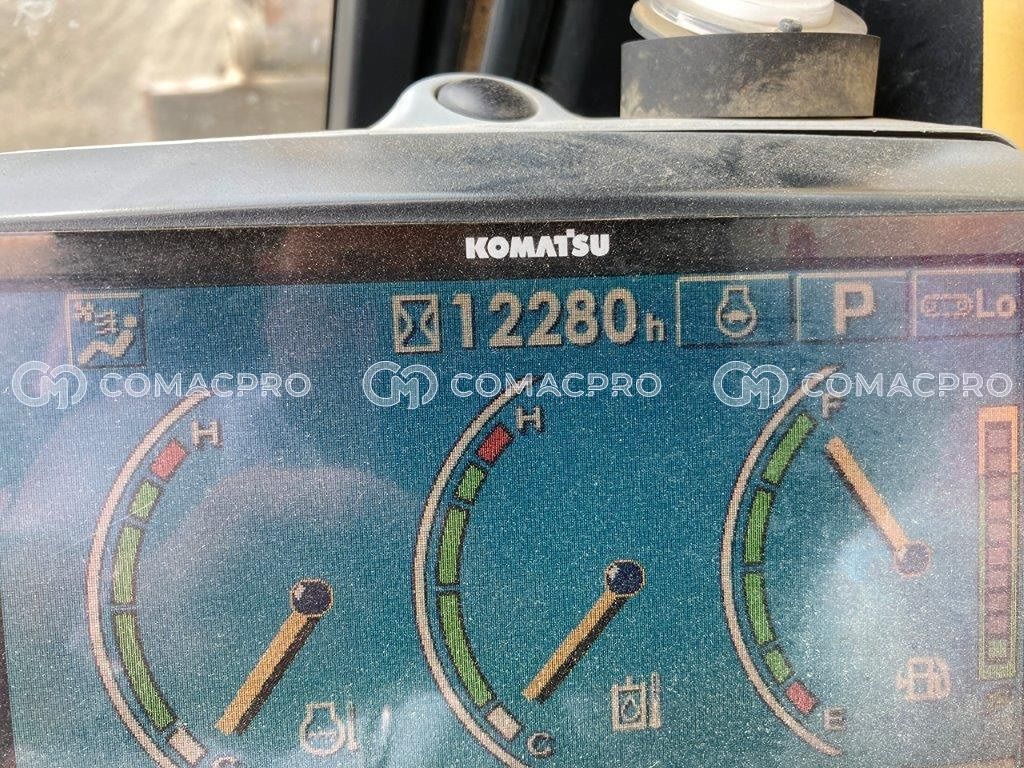 KOMATSU
12280h P Lo
COMACPRO COMACPRO COMACPRO
H H F
C C E